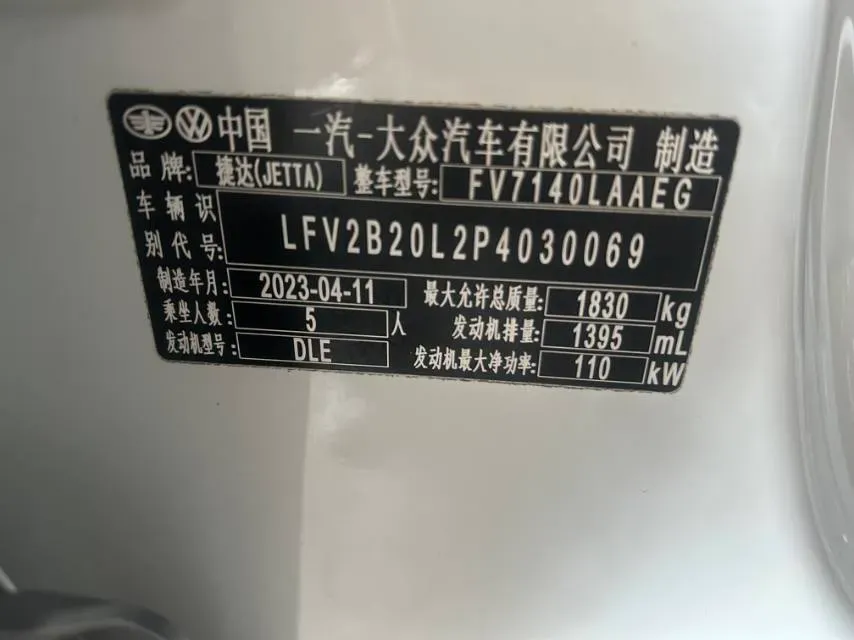 中国 一汽-大众汽车有限公司 制造
品牌: 捷达(JETTA) 整车型号: FV7140LAAEG
车辆识别代号: LFV2B20L2P4030069
制造年月: 2023-04-11 最大允许总质量: 1830 kg
乘坐人数: 5 人 发动机排量: 1395 mL
发动机型号: DLE 发动机最大净功率: 110 kW